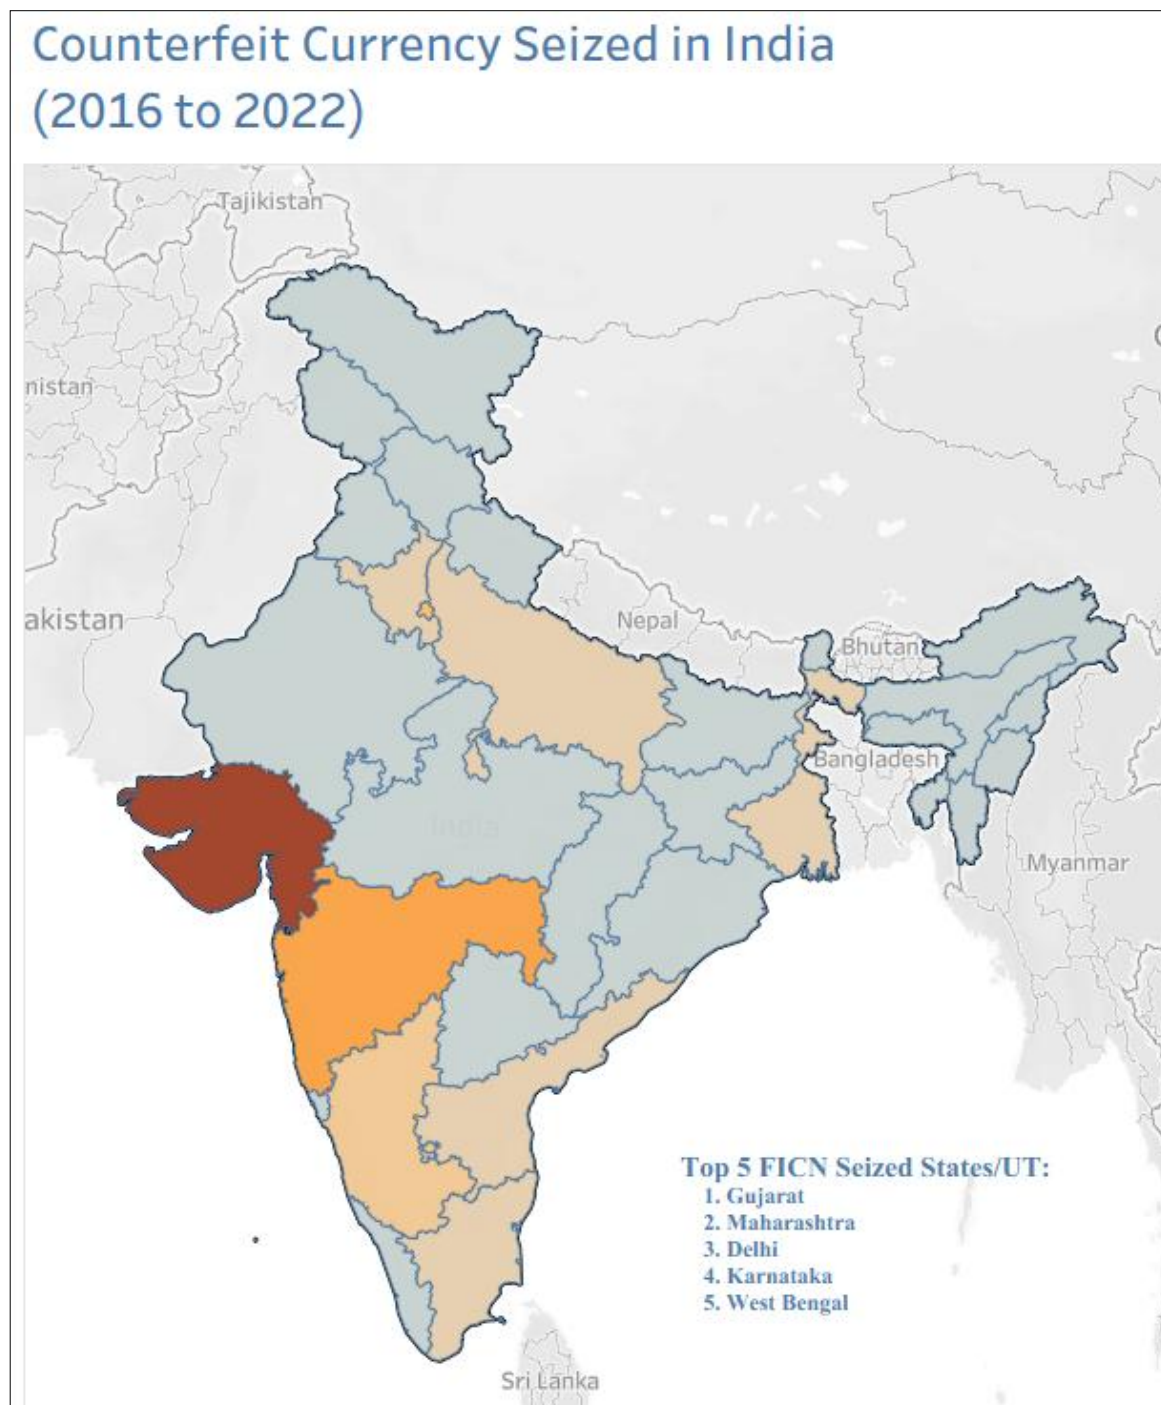 Counterfeit Currency Seized in India
(2016 to 2022)
Tajikistan
nistan
akistan
Nepal
Bhutan
Bangladesh
India
Myanmar
Top 5 FICN Seized States/UT:
1. Gujarat
2. Maharashtra
3. Delhi
4. Karnataka
5. West Bengal
Sri Lanka